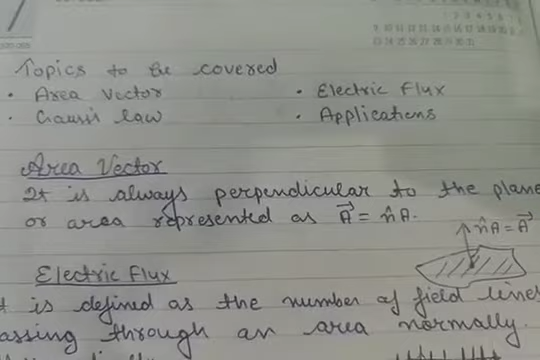 Topics to be covered
• Area Vector • Electric Flux
• Gauss's law • Applications
Area Vector
It is always perpendicular to the plane
or area represented as A⃗ = n̂A.
n̂A = A⃗
Electric Flux
is defined as the number of field lines
assing through an area normally.